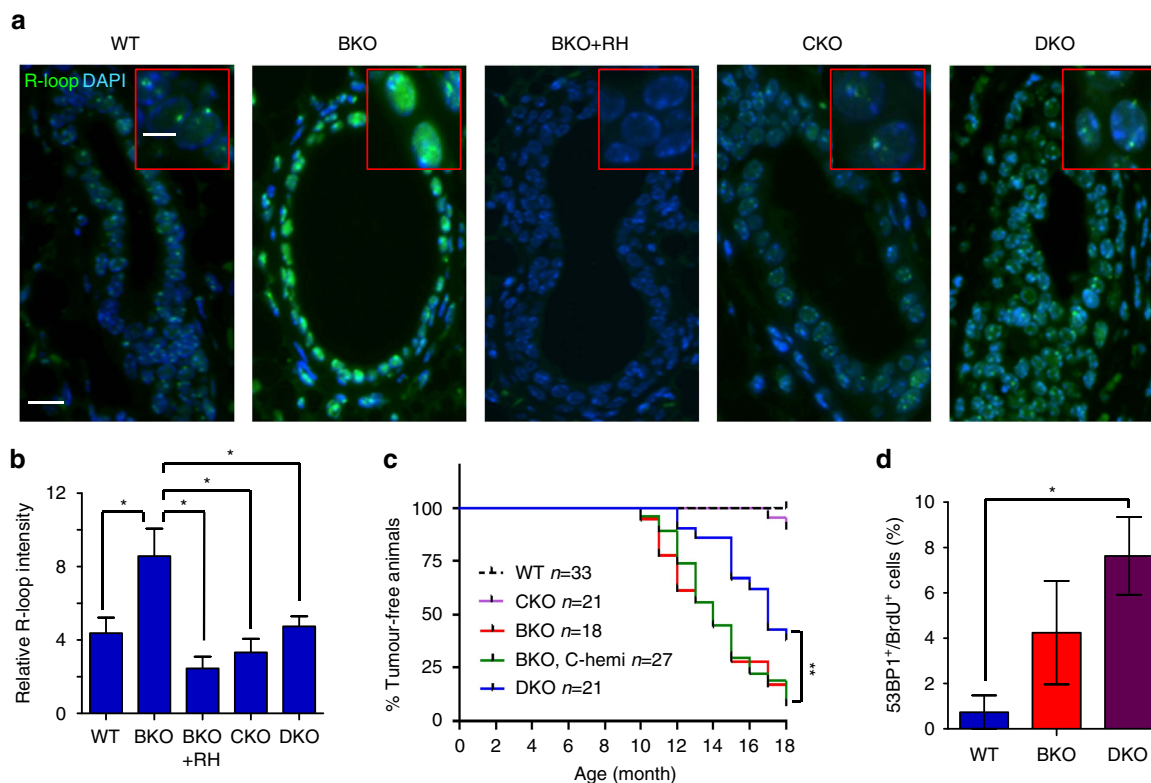 a
WT BKO BKO+RH CKO DKO
R-loop DAPI
b
Relative R-loop intensity
12
8
4
0
* * * * *
WT BKO BKO +RH CKO DKO
c
% Tumour-free animals
100
75
50
25
0
WT n=33
CKO n=21
BKO n=18
BKO, C-hemi n=27
DKO n=21
**
0 2 4 6 8 10 12 14 16 18
Age (month)
d
53BP1+/BrdU+ cells (%)
10
8
6
4
2
0
*
WT BKO DKO